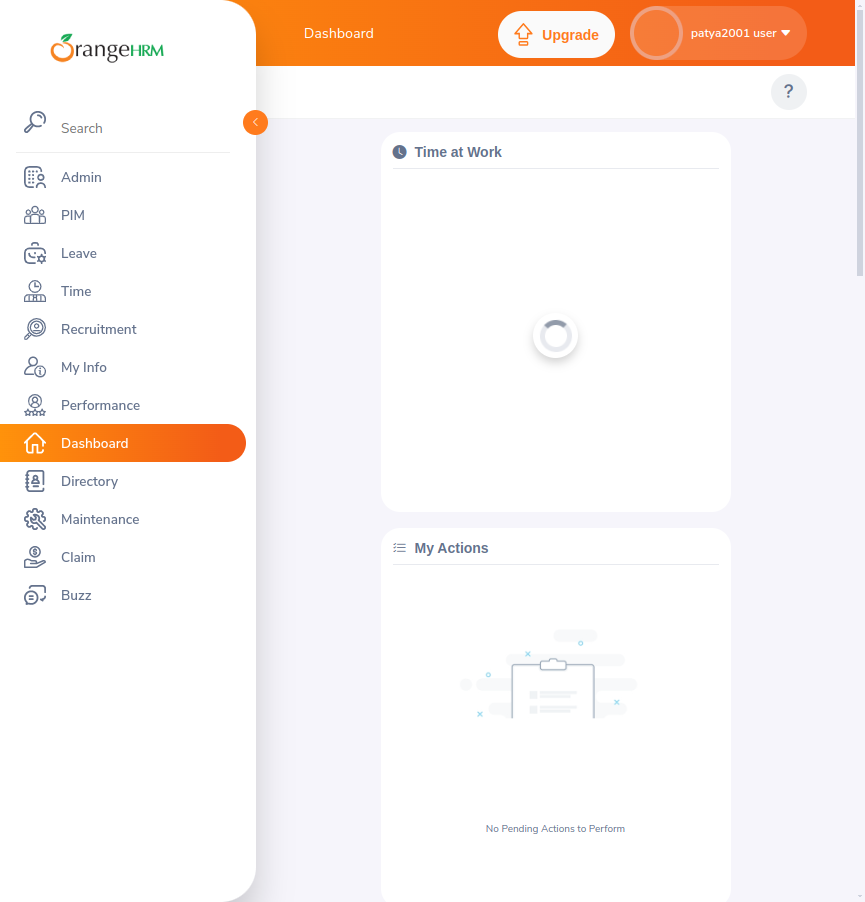 OrangeHRM
Dashboard
Upgrade
patya2001 user
?
Search
Admin
PIM
Leave
Time
Recruitment
My Info
Performance
Dashboard
Directory
Maintenance
Claim
Buzz
Time at Work
My Actions
No Pending Actions to Perform